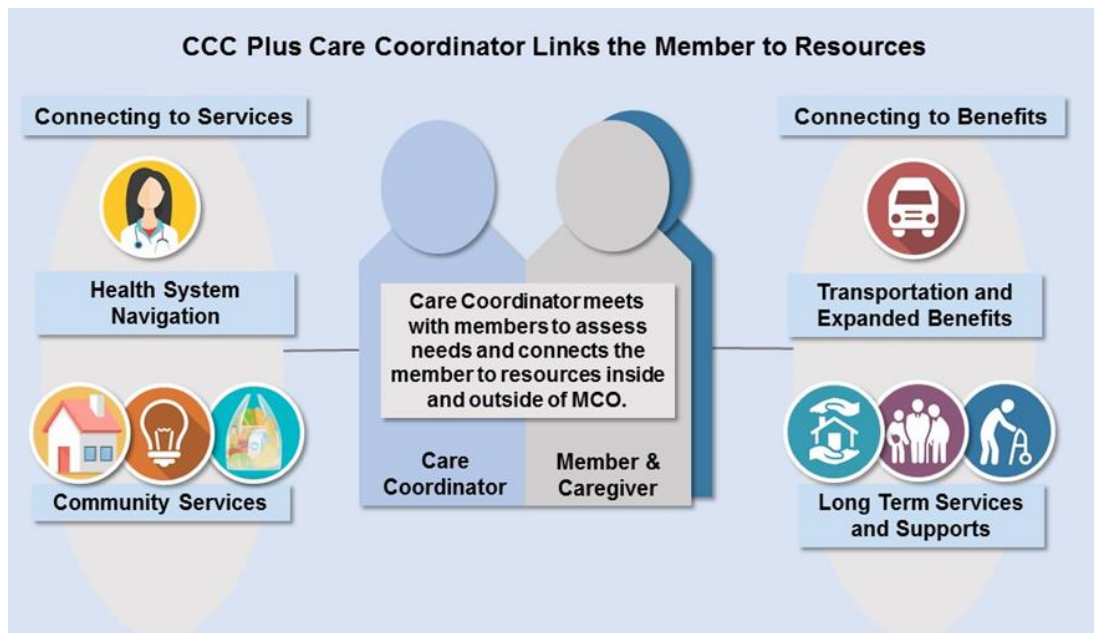 CCC Plus Care Coordinator Links the Member to Resources
Connecting to Services
Health System
Navigation
Community Services
Care Coordinator meets
with members to assess
needs and connects the
member to resources inside
and outside of MCO.
Care
Coordinator
Member &
Caregiver
Connecting to Benefits
Transportation and
Expanded Benefits
Long Term Services
and Supports